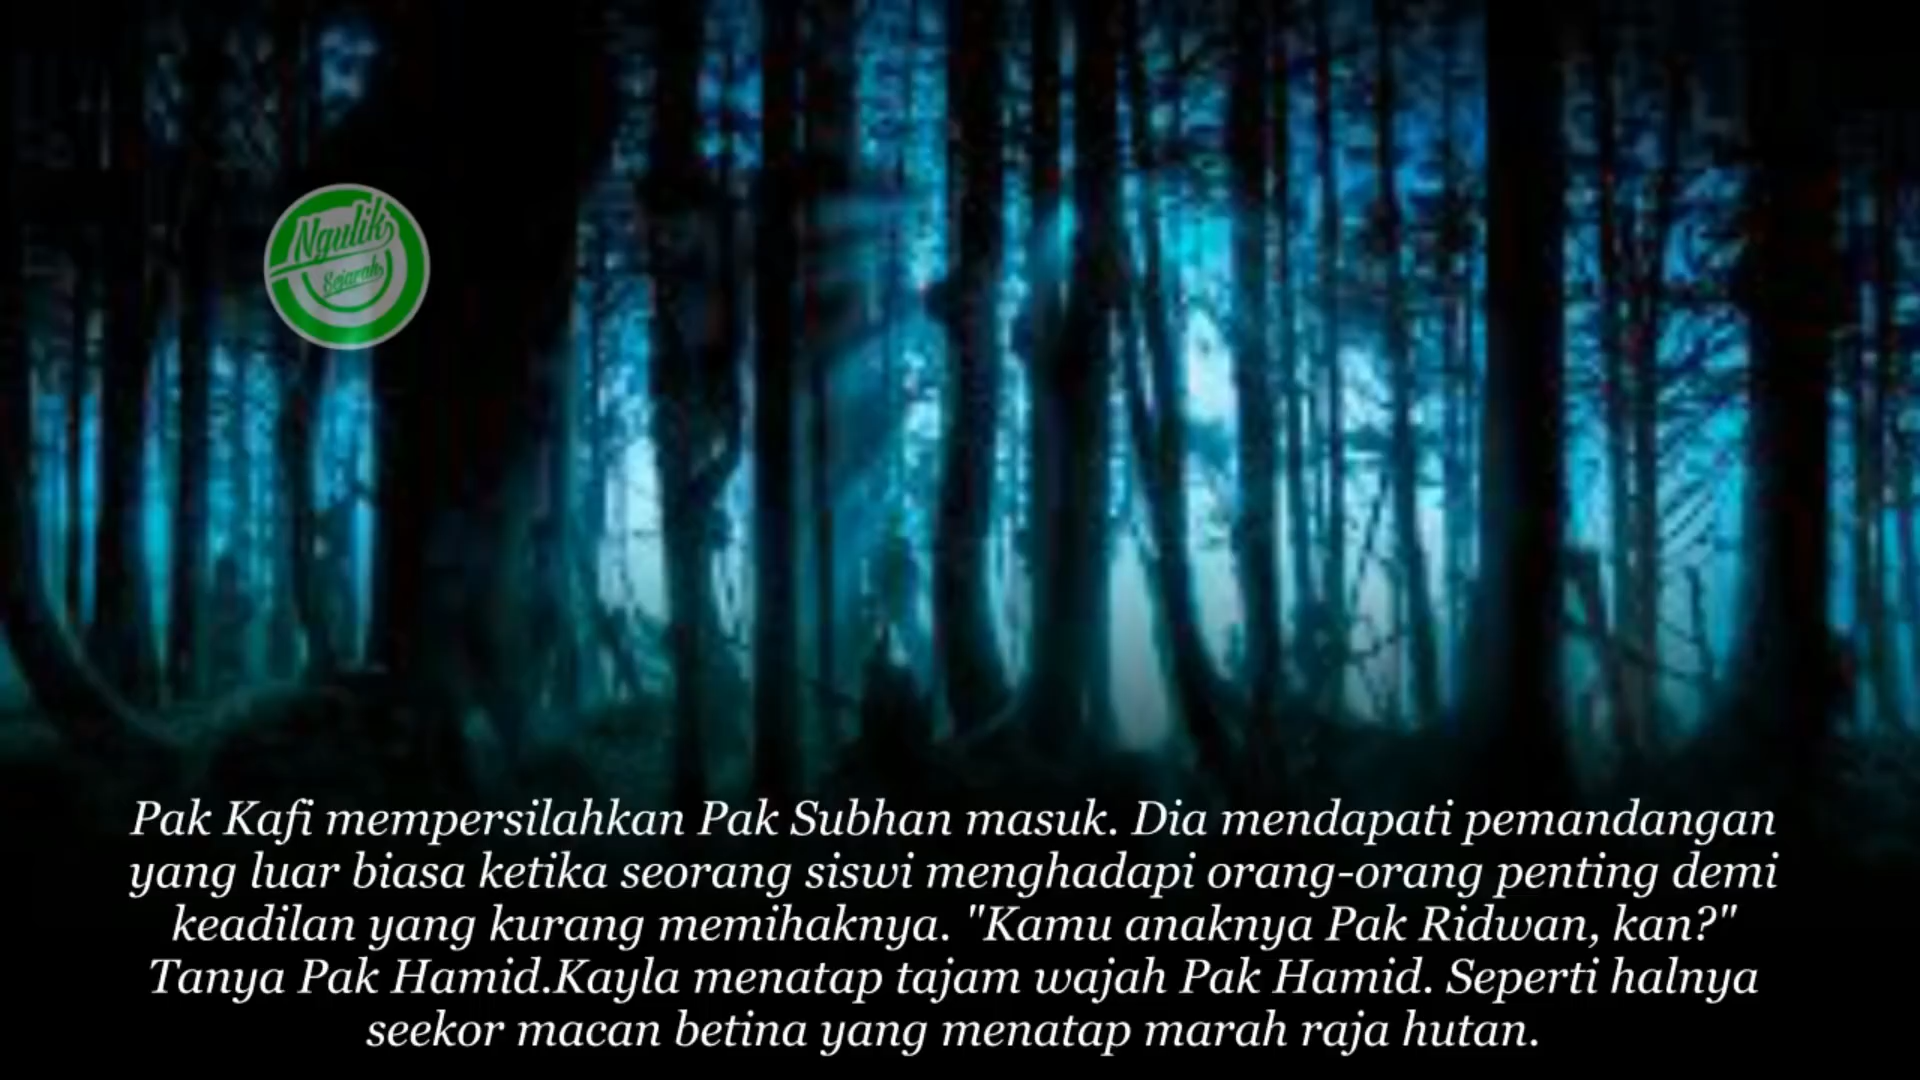 Ngulik
Sejarah
Pak Kafi mempersilahkan Pak Subhan masuk. Dia mendapati pemandangan
yang luar biasa ketika seorang siswi menghadapi orang-orang penting demi
keadilan yang kurang memihaknya. "Kamu anaknya Pak Ridwan, kan?"
Tanya Pak Hamid.Kayla menatap tajam wajah Pak Hamid. Seperti halnya
seekor macan betina yang menatap marah raja hutan.